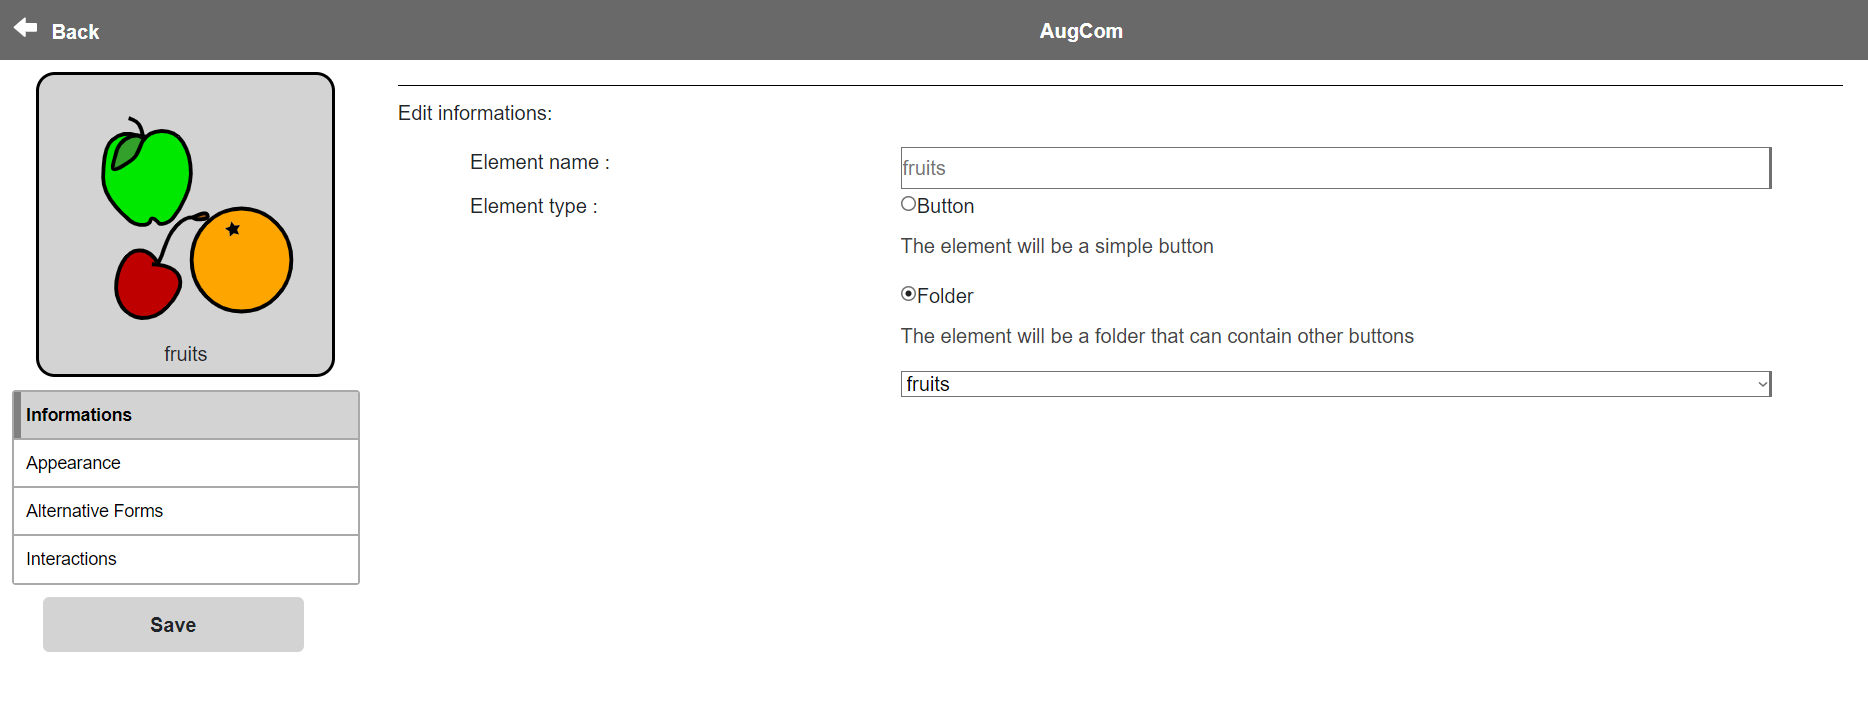 Back
AugCom
fruits
Informations
Appearance
Alternative Forms
Interactions
Save
Edit informations:
Element name :
fruits
Element type :
Button
The element will be a simple button
Folder
The element will be a folder that can contain other buttons
fruits